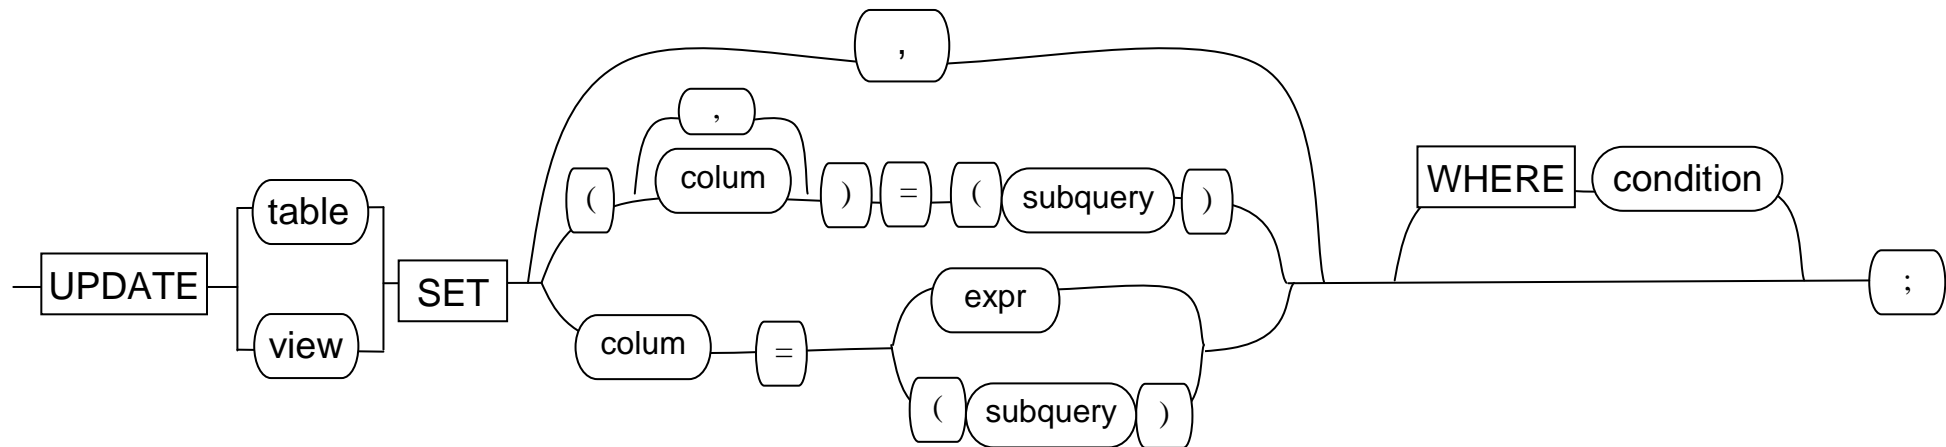 ,
,
( colum ) = ( subquery )
WHERE condition
table
UPDATE SET ;
view
expr
colum =
( subquery )